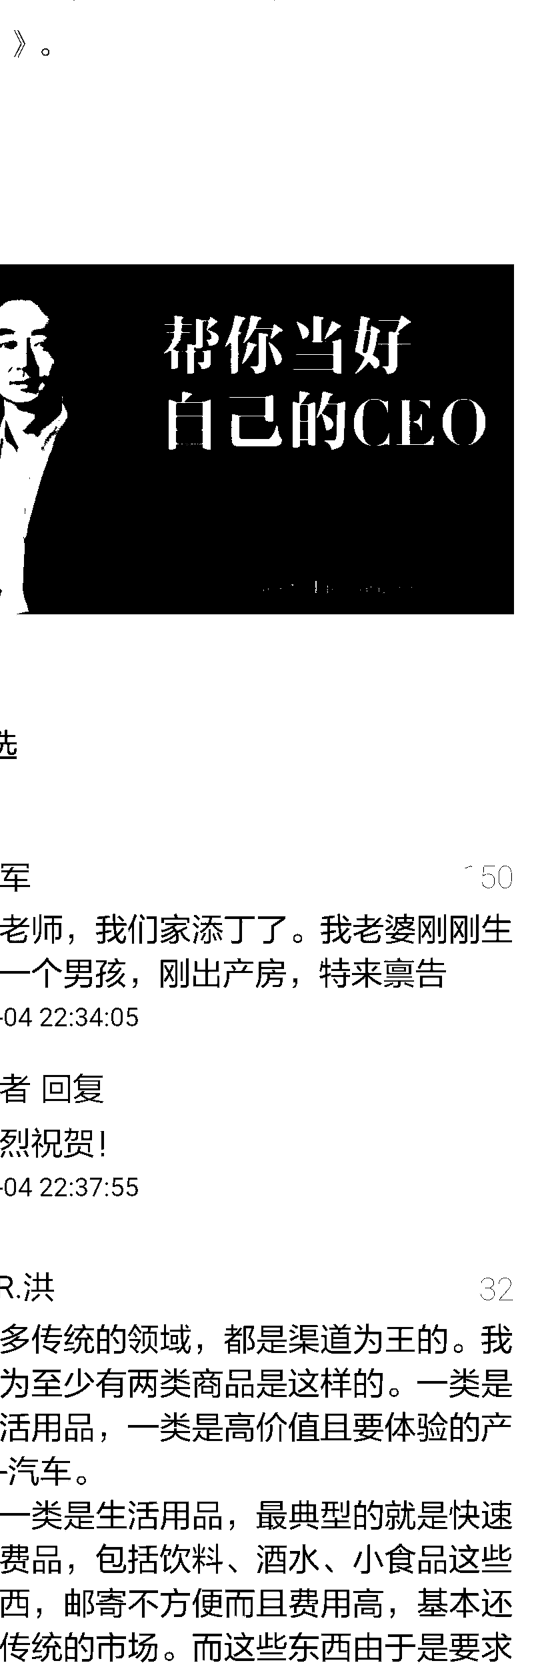 》。
帮你当好
自己的CEO
选
军
150
老师，我们家添丁了。我老婆刚刚生
一个男孩，刚出产房，特来禀告
-04 22:34:05
者 回复
烈祝贺！
-04 22:37:55
R.洪
32
多传统的领域，都是渠道为王的。我
为至少有两类商品是这样的。一类是
活用品，一类是高价值且要体验的产
-汽车。
一类是生活用品，最典型的就是快速
费品，包括饮料、酒水、小食品这些
西，邮寄不方便而且费用高，基本还
传统的市场。而这些东西由于是要求